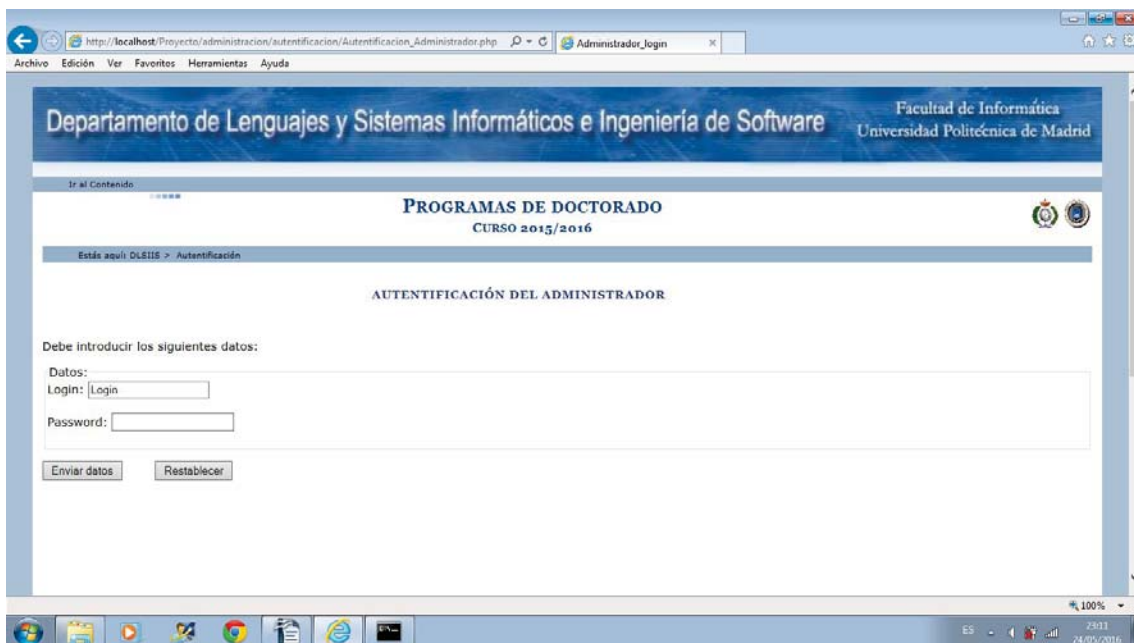 http://localhost/Proyecto/administracion/autentificacion/Autentificacion_Administrador.php
Administrador_login
Archivo Edición Ver Favoritos Herramientas Ayuda
Departamento de Lenguajes y Sistemas Informáticos e Ingeniería de Software
Facultad de Informática
Universidad Politécnica de Madrid
Ir al Contenido
PROGRAMAS DE DOCTORADO
CURSO 2015/2016
Estás aquí: DLSIIS > Autentificación
AUTENTIFICACIÓN DEL ADMINISTRADOR
Debe introducir los siguientes datos:
Datos:
Login: Login
Password:
Enviar datos Restablecer
100%
ES 23:11
24/05/2016